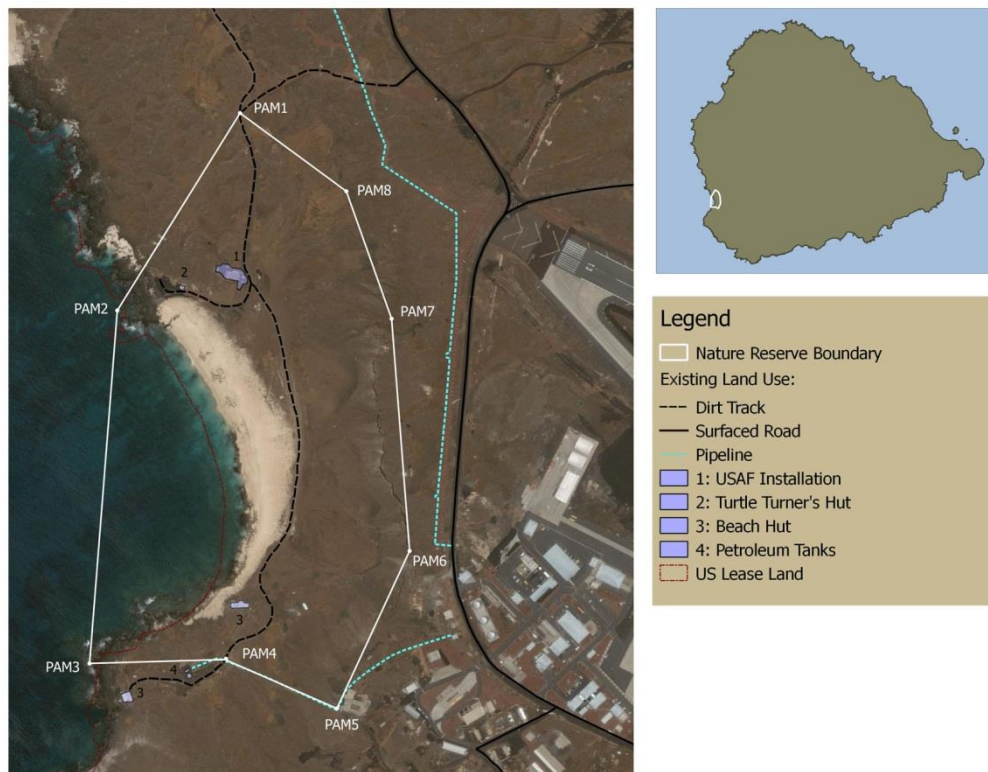 PAM1
PAM8
1
2
PAM2
PAM7
PAM6
3
PAM3
PAM4
4
3
PAM5
Legend
Nature Reserve Boundary
Existing Land Use:
Dirt Track
Surfaced Road
Pipeline
1: USAF Installation
2: Turtle Turner's Hut
3: Beach Hut
4: Petroleum Tanks
US Lease Land